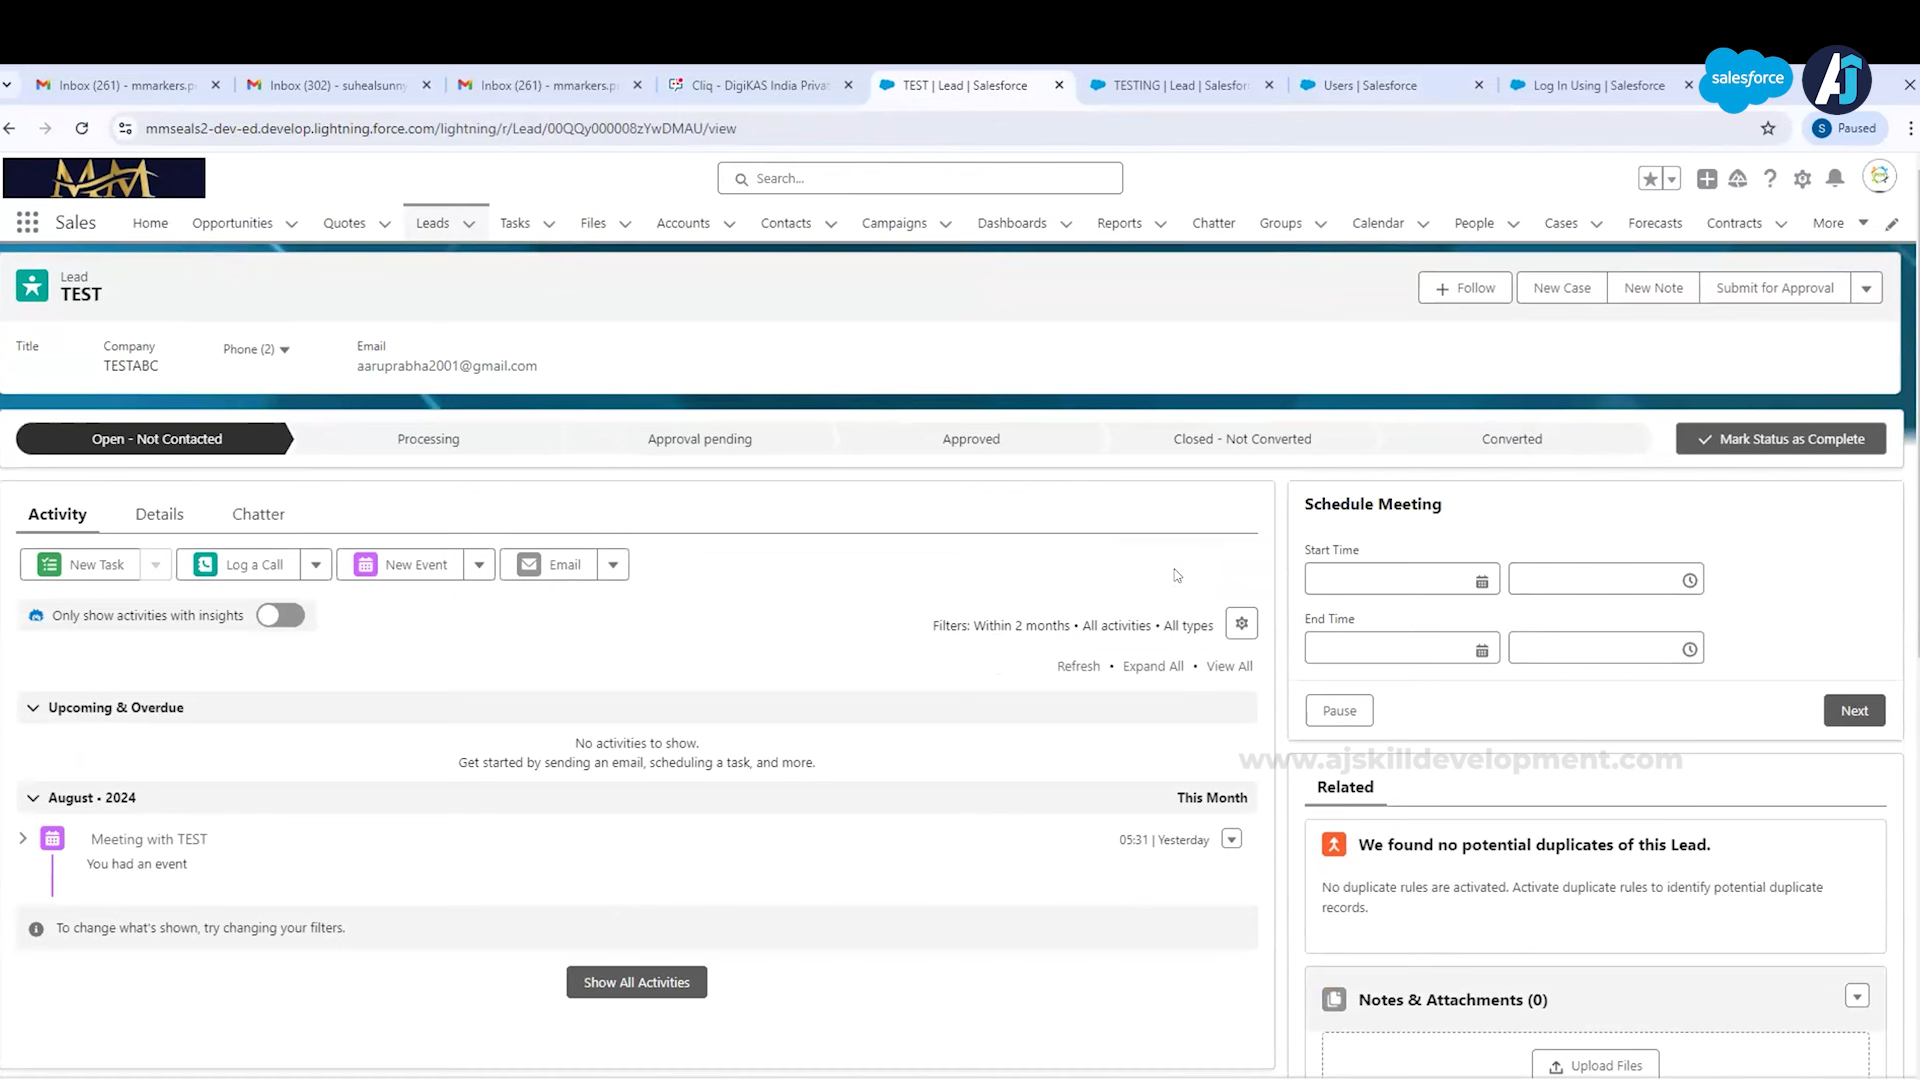 Inbox (261) - mmarkers.p
Inbox (302) - suhealsunny
Inbox (261) - mmarkers.p
Cliq - DigiKAS India Privat
TEST | Lead | Salesforce
TESTING | Lead | Salesfor
Users | Salesforce
Log In Using | Salesforce
salesforce
AJ
mmseals2-dev-ed.develop.lightning.force.com/lightning/r/Lead/00QQy000008zYwDMAU/view
S Paused
MM
Search...
Sales
Home
Opportunities
Quotes
Leads
Tasks
Files
Accounts
Contacts
Campaigns
Dashboards
Reports
Chatter
Groups
Calendar
People
Cases
Forecasts
Contracts
More
Lead
TEST
Follow
New Case
New Note
Submit for Approval
Title
Company
TESTABC
Phone (2)
Email
aaruprabha2001@gmail.com
Open - Not Contacted
Processing
Approval pending
Approved
Closed - Not Converted
Converted
Mark Status as Complete
Activity
Details
Chatter
New Task
Log a Call
New Event
Email
Only show activities with insights
Filters: Within 2 months • All activities • All types
Refresh • Expand All • View All
Upcoming & Overdue
No activities to show.
Get started by sending an email, scheduling a task, and more.
August • 2024
This Month
Meeting with TEST
05:31 | Yesterday
You had an event
To change what's shown, try changing your filters.
Show All Activities
Schedule Meeting
Start Time
End Time
Pause
Next
www.ajskilldevelopment.com
Related
We found no potential duplicates of this Lead.
No duplicate rules are activated. Activate duplicate rules to identify potential duplicate
records.
Notes & Attachments (0)
Upload Files